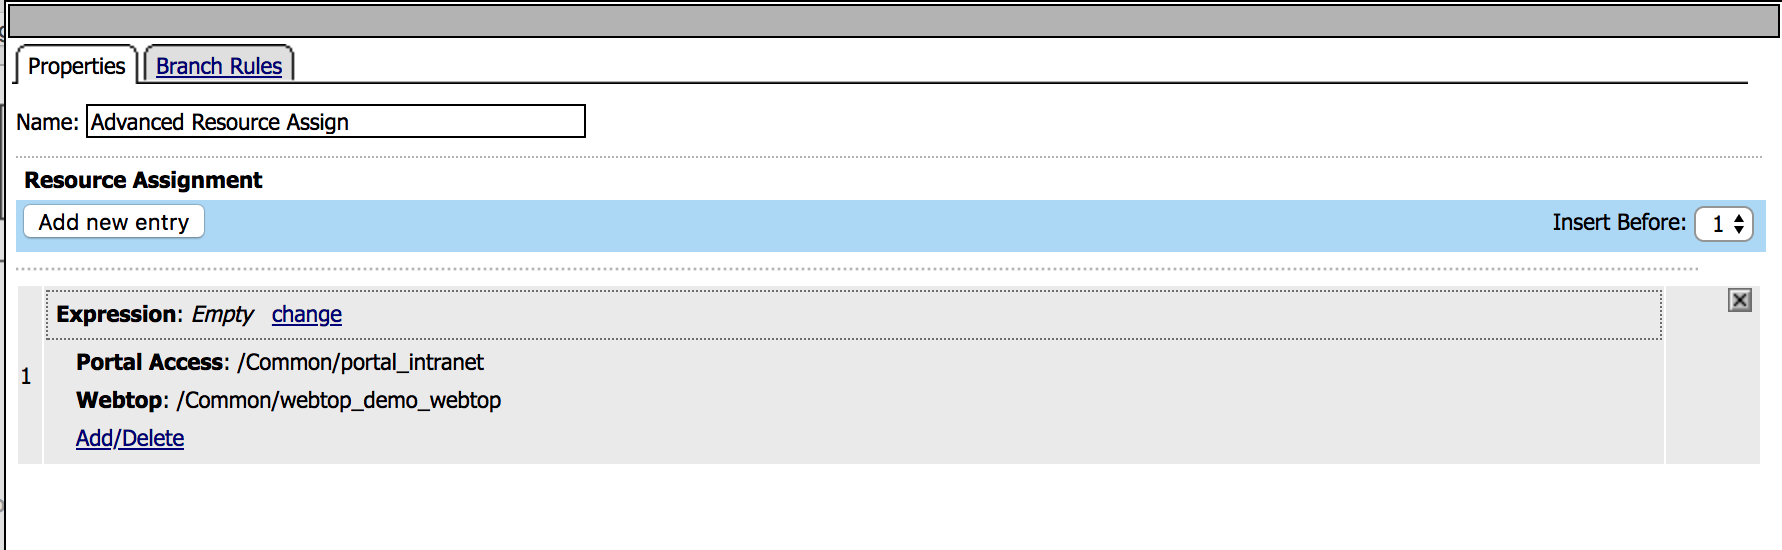 Properties Branch Rules
Name: Advanced Resource Assign
Resource Assignment
Add new entry Insert Before: 1
Expression: Empty change
1
Portal Access: /Common/portal_intranet
Webtop: /Common/webtop_demo_webtop
Add/Delete